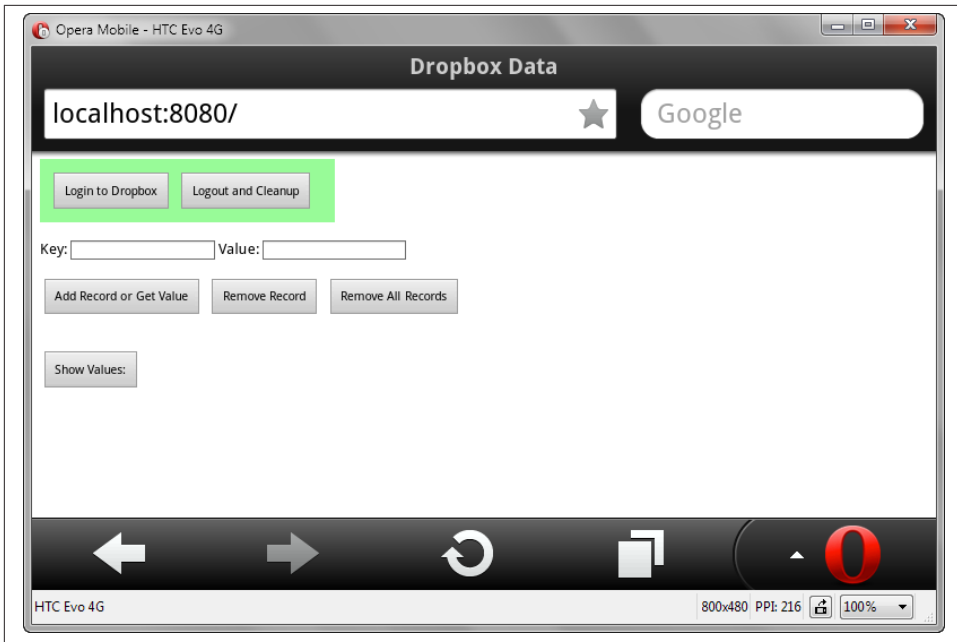 Opera Mobile - HTC Evo 4G
Dropbox Data
localhost:8080/ Google
Login to Dropbox Logout and Cleanup
Key: Value:
Add Record or Get Value Remove Record Remove All Records
Show Values:
HTC Evo 4G 800x480 PPI: 216 100%